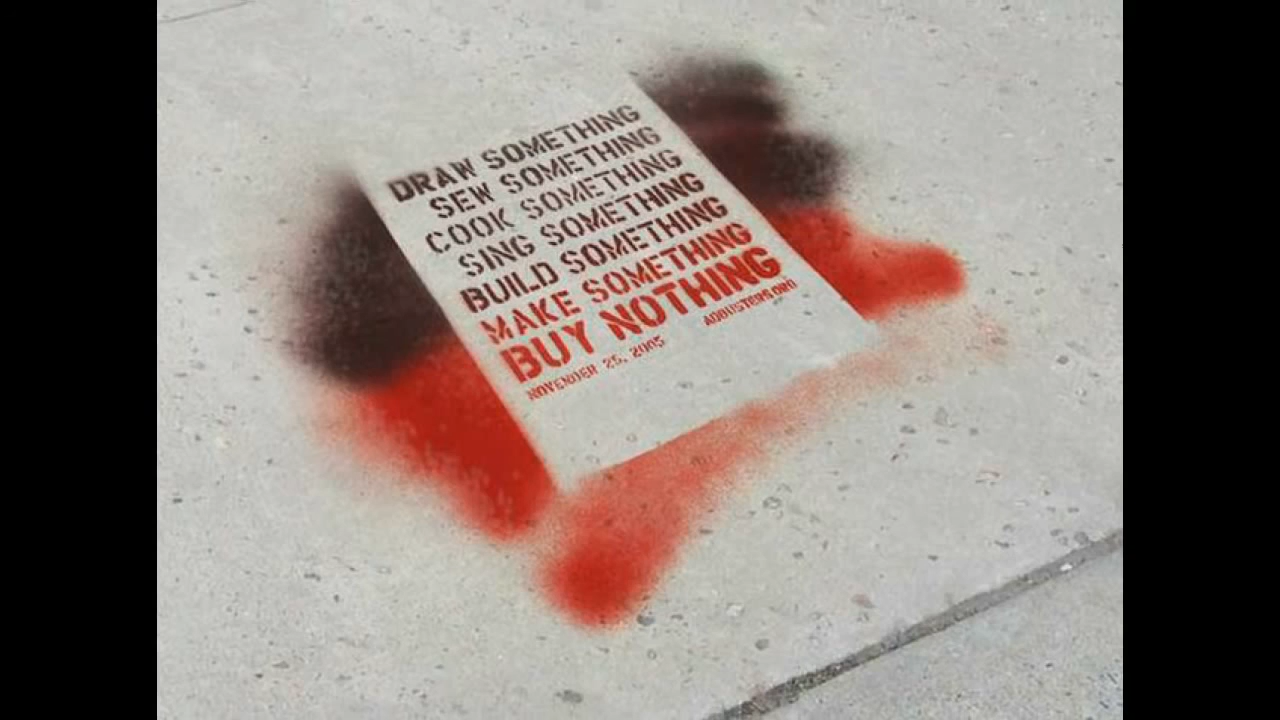 DRAW SOMETHING
SEW SOMETHING
COOK SOMETHING
SING SOMETHING
BUILD SOMETHING
MAKE SOMETHING
BUY NOTHING
NOVEMBER 25, 2005 ADBUSTERS.ORG